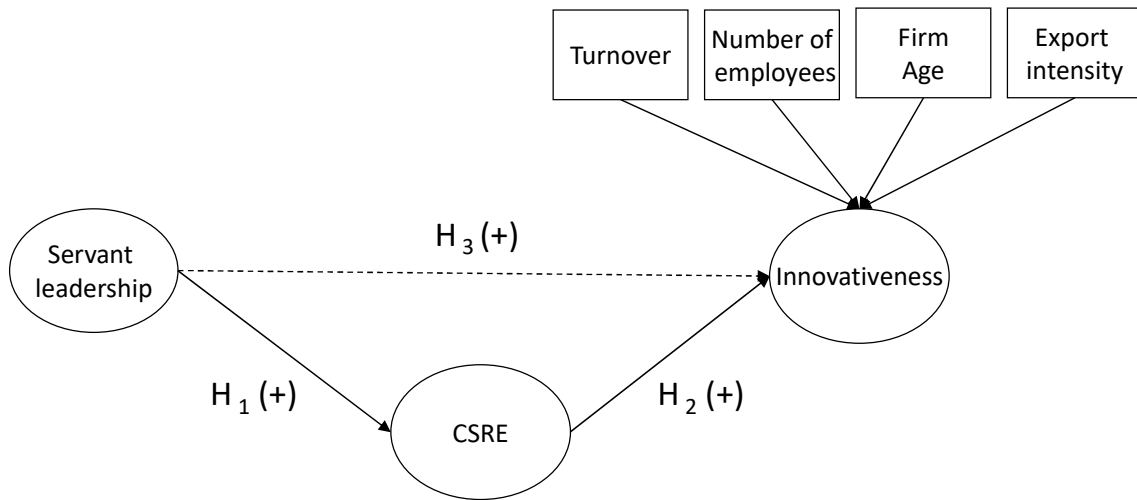 Turnover
Number of
employees
Firm
Age
Export
intensity
H 3 (+)
Servant
leadership
Innovativeness
H 1 (+)
H 2 (+)
CSRE